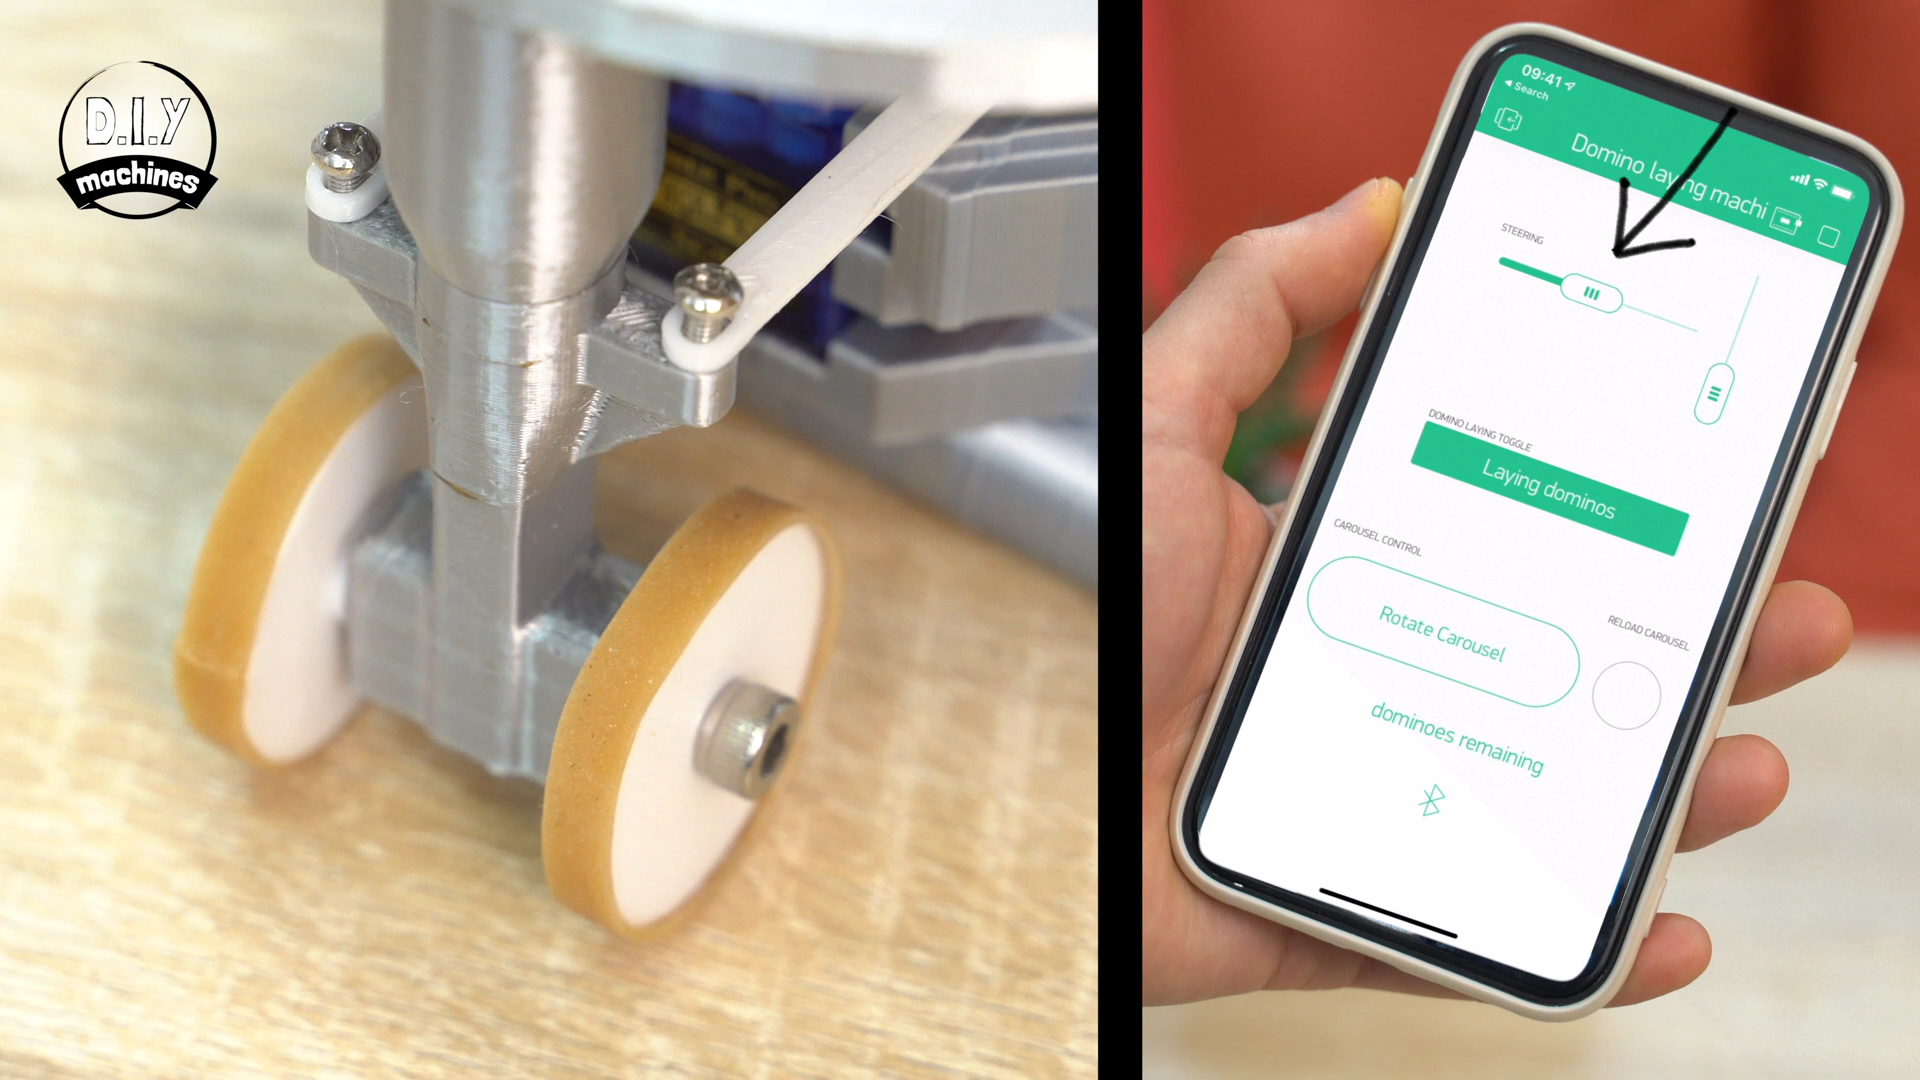 D.I.Y
machines
09:41
Search
Domino laying machi
STEERING
DOMINO LAYING TOGGLE
Laying dominos
CAROUSEL CONTROL
Rotate Carousel
RELOAD CAROUSEL
dominoes remaining